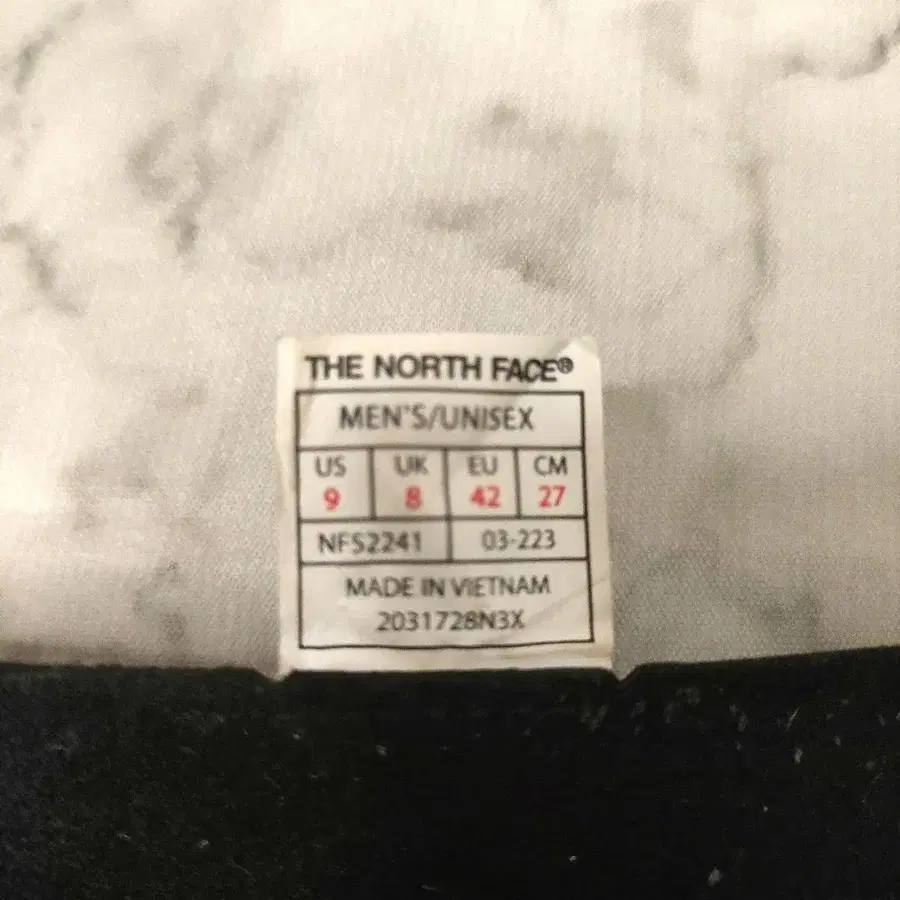 THE NORTH FACE®
MEN'S/UNISEX
US UK EU CM
9 8 42 27
NF52241 03-223
MADE IN VIETNAM
2031728N3X